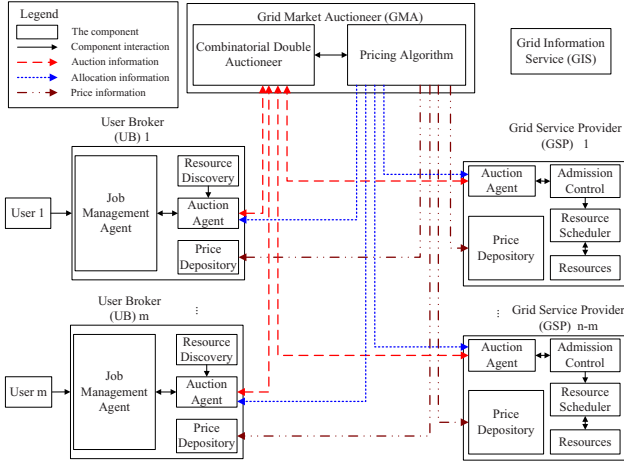 Legend
The component
Component interaction
Auction information
Allocation information
Price information
Grid Market Auctioneer (GMA)
Combinatorial Double
Auctioneer
Pricing Algorithm
Grid Information
Service (GIS)
User Broker
(UB) 1
User 1
Job
Management
Agent
Resource
Discovery
Auction
Agent
Price
Depository
Grid Service Provider
(GSP) 1
Auction
Agent
Admission
Control
Resource
Scheduler
Resources
Price
Depository
User Broker
(UB) m
...
User m
Job
Management
Agent
Resource
Discovery
Auction
Agent
Price
Depository
...
Grid Service Provider
(GSP) n-m
Auction
Agent
Admission
Control
Resource
Scheduler
Resources
Price
Depository